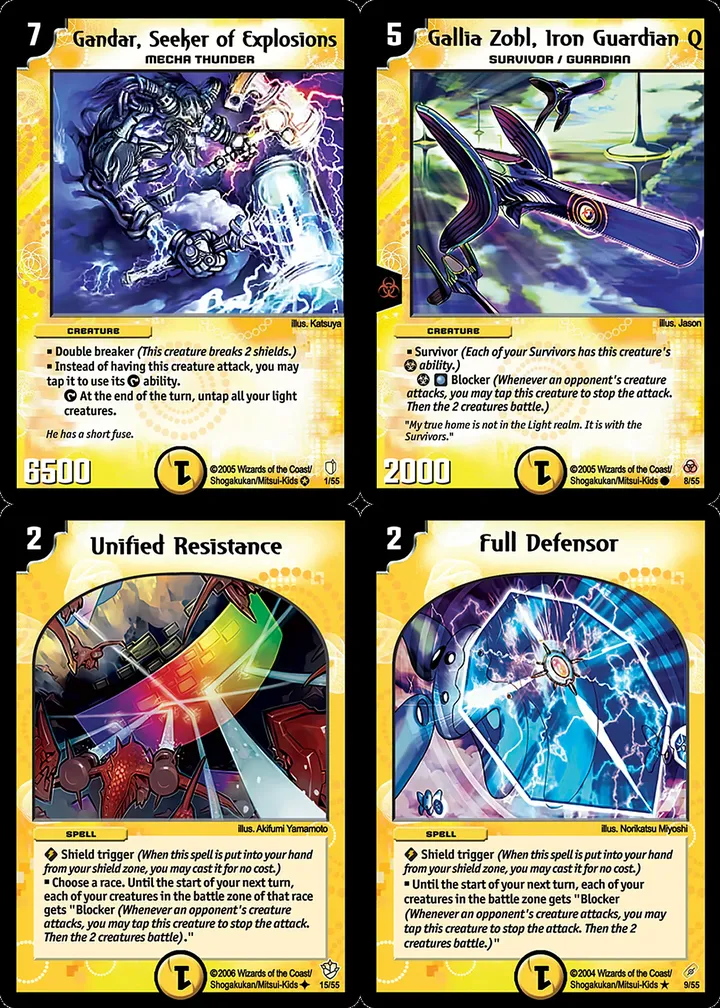 7
Gandar, Seeker of Explosions
MECHA THUNDER
illus. Katsuya
CREATURE
▪ Double breaker (This creature breaks 2 shields.)
▪ Instead of having this creature attack, you may
tap it to use its ability.
At the end of the turn, untap all your light
creatures.
He has a short fuse.
6500
1
©2005 Wizards of the Coast/
Shogakukan/Mitsui-Kids
1/55
5
Gallia Zohl, Iron Guardian Q
SURVIVOR / GUARDIAN
illus. Jason
CREATURE
▪ Survivor (Each of your Survivors has this creature's
ability.)
Blocker (Whenever an opponent's creature
attacks, you may tap this creature to stop the attack.
Then the 2 creatures battle.)
"My true home is not in the Light realm. It is with the
Survivors."
2000
1
©2005 Wizards of the Coast/
Shogakukan/Mitsui-Kids
8/55
2
Unified Resistance
illus. Akifumi Yamamoto
SPELL
Shield trigger (When this spell is put into your hand
from your shield zone, you may cast it for no cost.)
▪ Choose a race. Until the start of your next turn,
each of your creatures in the battle zone of that race
gets "Blocker (Whenever an opponent's creature
attacks, you may tap this creature to stop the attack.
Then the 2 creatures battle)."
1
©2006 Wizards of the Coast/
Shogakukan/Mitsui-Kids
15/55
2
Full Defensor
illus. Norikatsu Miyoshi
SPELL
Shield trigger (When this spell is put into your hand
from your shield zone, you may cast it for no cost.)
▪ Until the start of your next turn, each of your
creatures in the battle zone gets "Blocker
(Whenever an opponent's creature attacks, you may
tap this creature to stop the attack. Then the 2
creatures battle.)"
1
©2004 Wizards of the Coast/
Shogakukan/Mitsui-Kids
9/55